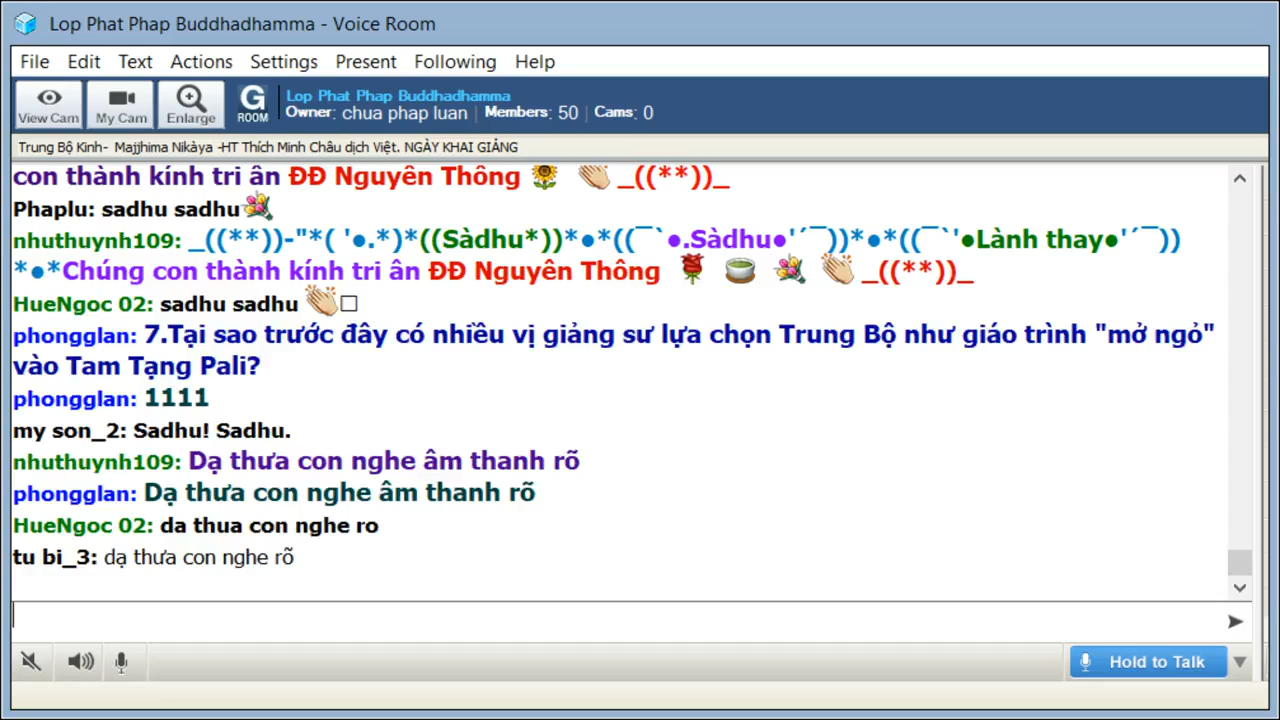 Lop Phat Phap Buddhadhamma - Voice Room
File Edit Text Actions Settings Present Following Help
View Cam My Cam Enlarge G ROOM Lop Phat Phap Buddhadhamma
Owner: chua phap luan | Members: 50 | Cams: 0
Trung Bộ Kinh- Majjhima Nikàya -HT Thích Minh Châu dịch Việt. NGÀY KHAI GIẢNG
con thành kính tri ân ĐĐ Nguyên Thông 🌻 👏 _((**))_
Phaplu: sadhu sadhu💐
nhuthuynh109: _((**))-"*( '●.*)*((Sàdhu*))*●*((¯`●.Sàdhu●'´¯))*●*((¯`'●Lành thay●'´¯))
*●*Chúng con thành kính tri ân ĐĐ Nguyên Thông 🌹 🍵 💐 👏 _((**))_
HueNgoc 02: sadhu sadhu 👏□
phongglan: 7.Tại sao trước đây có nhiều vị giảng sư lựa chọn Trung Bộ như giáo trình "mở ngỏ"
vào Tam Tạng Pali?
phongglan: 1111
my son_2: Sadhu! Sadhu.
nhuthuynh109: Dạ thưa con nghe âm thanh rõ
phongglan: Dạ thưa con nghe âm thanh rõ
HueNgoc 02: da thua con nghe ro
tu bi_3: dạ thưa con nghe rõ
Hold to Talk